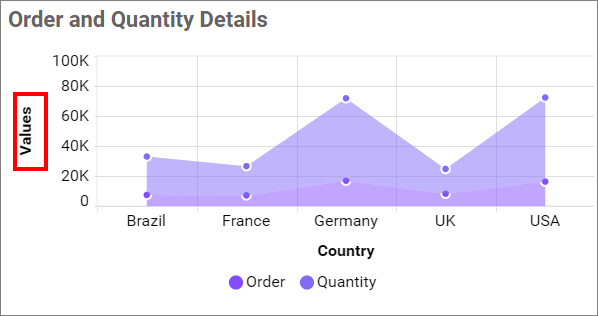 Order and Quantity Details
Values
100K
80K
60K
40K
20K
0
Brazil France Germany UK USA
Country
Order Quantity